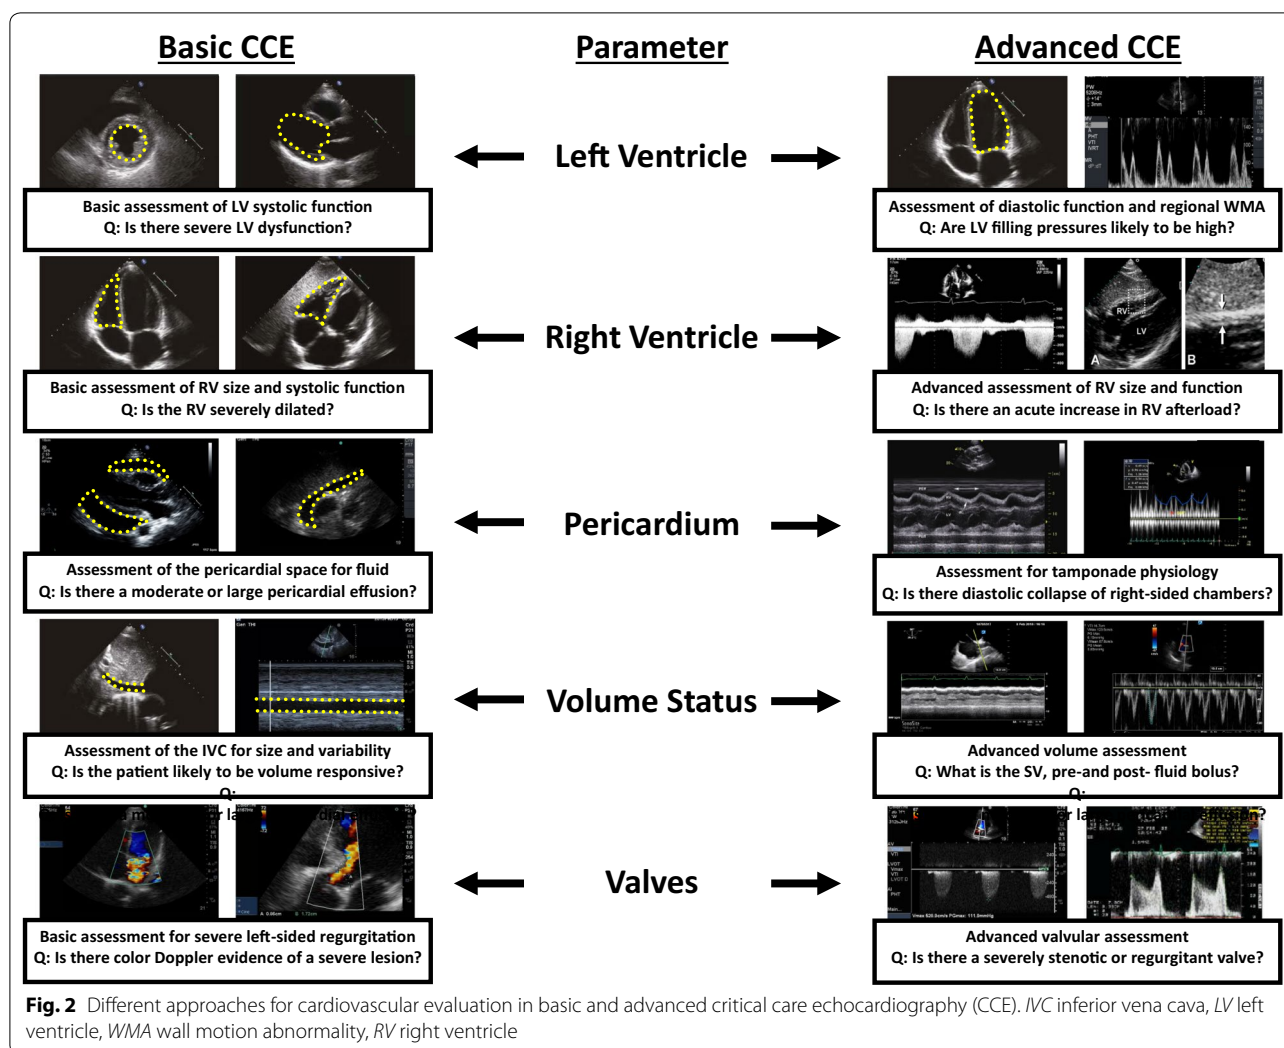 Basic CCE
Parameter
Advanced CCE
Left Ventricle
Basic assessment of LV systolic function
Q: Is there severe LV dysfunction?
Assessment of diastolic function and regional WMA
Q: Are LV filling pressures likely to be high?
Right Ventricle
RV
LV
A
B
Basic assessment of RV size and systolic function
Q: Is the RV severely dilated?
Advanced assessment of RV size and function
Q: Is there an acute increase in RV afterload?
Pericardium
Assessment of the pericardial space for fluid
Q: Is there a moderate or large pericardial effusion?
Assessment for tamponade physiology
Q: Is there diastolic collapse of right-sided chambers?
Volume Status
Assessment of the IVC for size and variability
Q: Is the patient likely to be volume responsive?
Q:
Advanced volume assessment
Q: What is the SV, pre-and post- fluid bolus?
Q:
Valves
Vmax 520.9cm/s PGmax: 111.0mmHg
Basic assessment for severe left-sided regurgitation
Q: Is there color Doppler evidence of a severe lesion?
Advanced valvular assessment
Q: Is there a severely stenotic or regurgitant valve?
Fig. 2 Different approaches for cardiovascular evaluation in basic and advanced critical care echocardiography (CCE). IVC inferior vena cava, LV left
ventricle, WMA wall motion abnormality, RV right ventricle